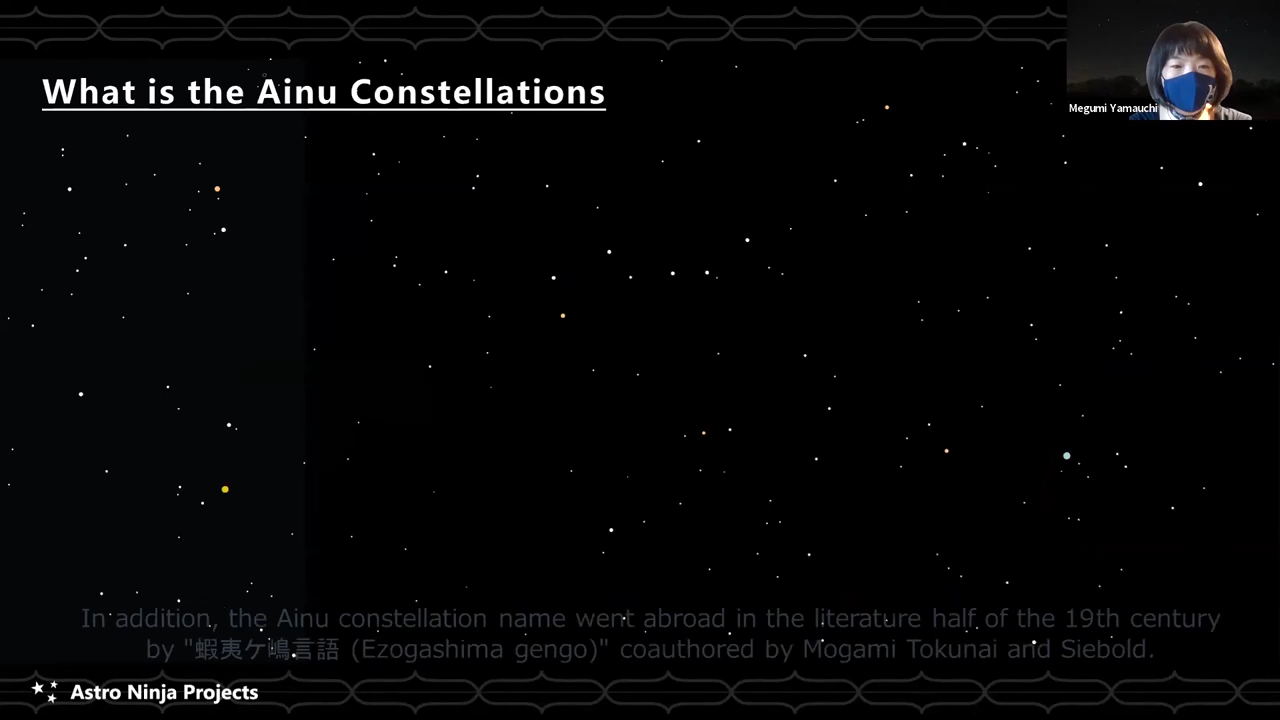 What is the Ainu Constellations
Megumi Yamauchi
In addition, the Ainu constellation name went abroad in the literature half of the 19th century
by "蝦夷ケ嶋言語 (Ezogashima gengo)" coauthored by Mogami Tokunai and Siebold.
Astro Ninja Projects